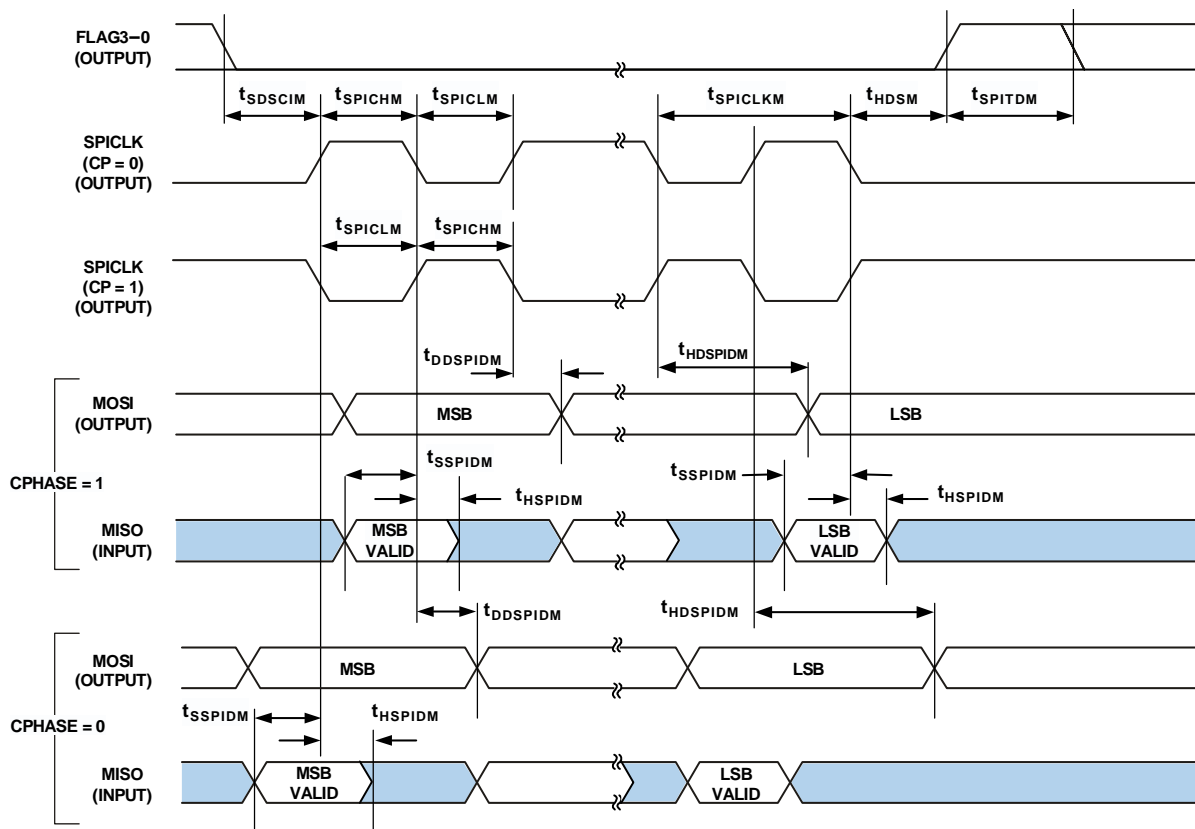 FLAG3–0
(OUTPUT)
tSDSCIM
tSPICHM
tSPICLM
tSPICLKM
tHDSM
tSPITDM
SPICLK
(CP = 0)
(OUTPUT)
tSPICLM
tSPICHM
SPICLK
(CP = 1)
(OUTPUT)
tDDSPIDM
tHDSPIDM
MOSI
(OUTPUT)
MSB
LSB
CPHASE = 1
tSSPIDM
tHSPIDM
tSSPIDM
tHSPIDM
MISO
(INPUT)
MSB
VALID
LSB
VALID
tDDSPIDM
tHDSPIDM
MOSI
(OUTPUT)
MSB
LSB
CPHASE = 0
tSSPIDM
tHSPIDM
MISO
(INPUT)
MSB
VALID
LSB
VALID